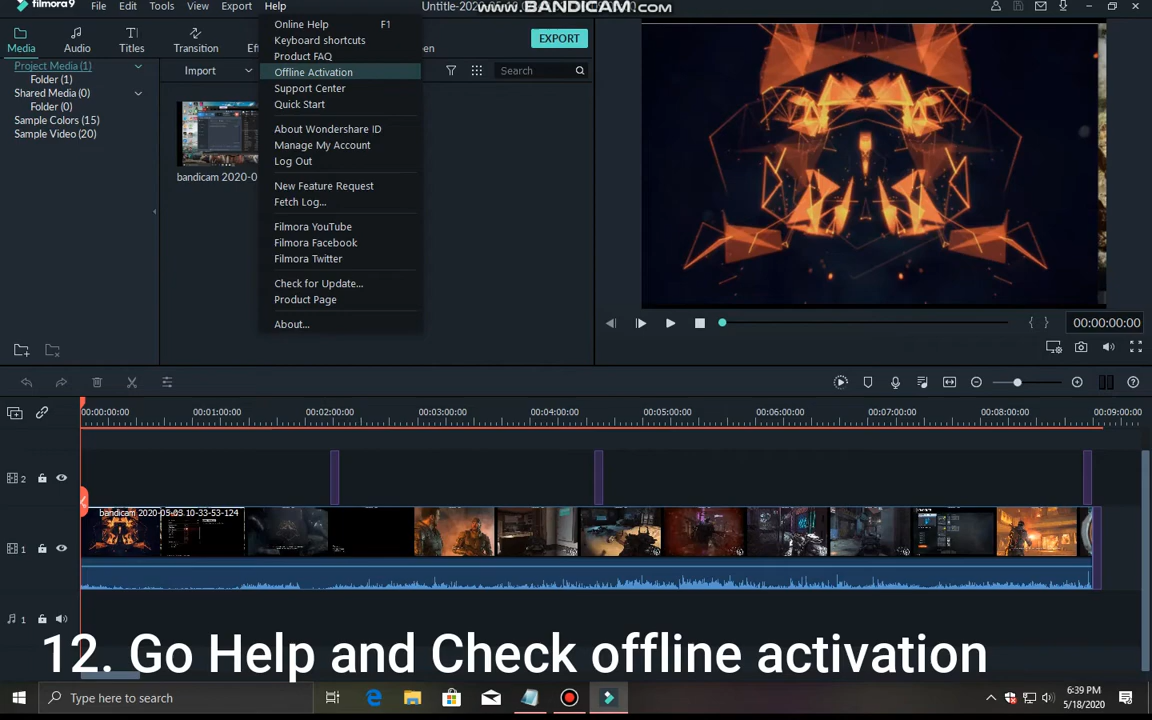 filmora9
File
Edit
Tools
View
Export
Help
Untitle-2020
WWW.BANDICAM.COM
Media
Audio
Titles
Transition
EXPORT
Online Help F1
Keyboard shortcuts
Product FAQ
Offline Activation
Support Center
Quick Start
About Wondershare ID
Manage My Account
Log Out
New Feature Request
Fetch Log...
Filmora YouTube
Filmora Facebook
Filmora Twitter
Check for Update...
Product Page
About...
Project Media (1)
Folder (1)
Shared Media (0)
Folder (0)
Sample Colors (15)
Sample Video (20)
Import
Search
bandicam 2020-0
00:00:00:00
00:00:00:00
00:01:00:00
00:02:00:00
00:03:00:00
00:04:00:00
00:05:00:00
00:06:00:00
00:07:00:00
00:08:00:00
00:09:00:00
2
bandicam 2020-05-05 10-33-53-124
1
1
12. Go Help and Check offline activation
Type here to search
6:39 PM
5/18/2020